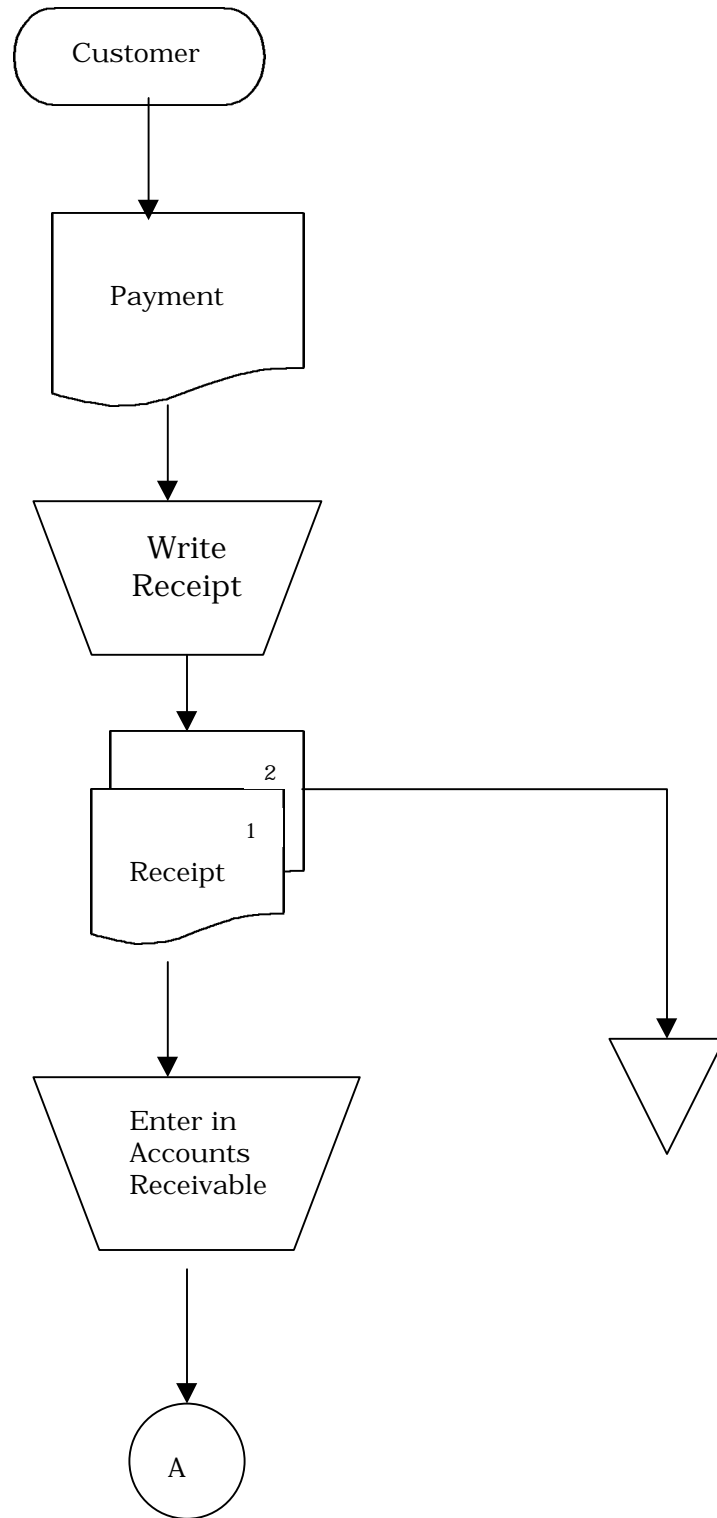 Customer
Payment
Write
Receipt
2
1
Receipt
Enter in
Accounts
Receivable
A